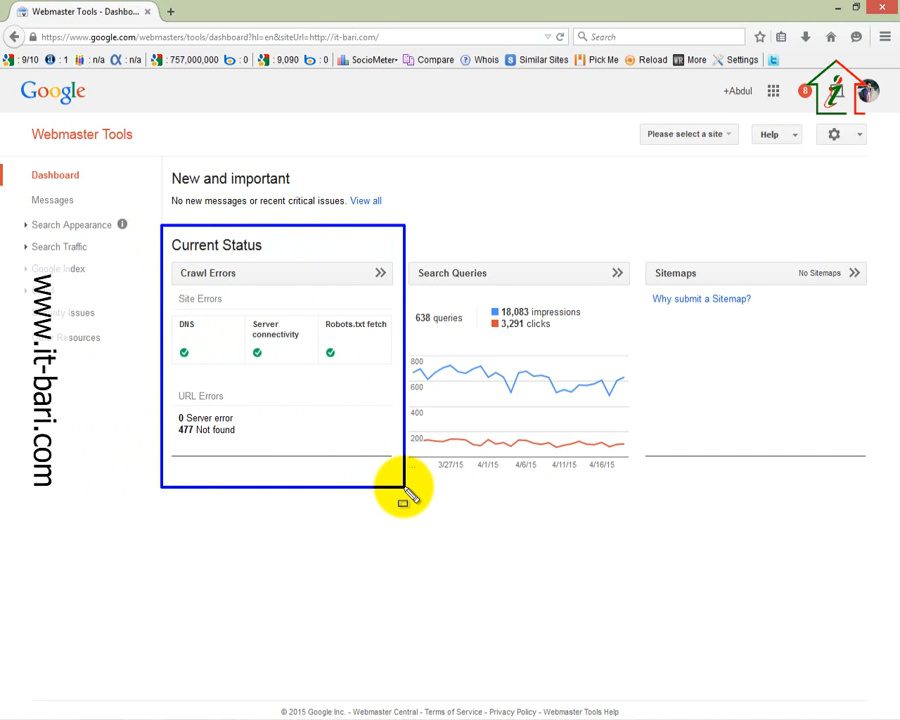 Webmaster Tools - Dashbo...
https://www.google.com/webmasters/tools/dashboard?hl=en&siteUrl=http://it-bari.com/
Search
: 9/10 : 1 : n/a : n/a : 757,000,000 : 0 : 9,090 : 0 SocioMeter Compare Whois Similar Sites Pick Me Reload More Settings
Google
+Abdul
8
Webmaster Tools
Please select a site
Help
Dashboard
Messages
Search Appearance
Search Traffic
Google Index
Issues
Resources
www.it-bari.com
New and important
No new messages or recent critical issues. View all
Current Status
Crawl Errors
Site Errors
DNS
Server connectivity
Robots.txt fetch
URL Errors
0 Server error
477 Not found
Search Queries
638 queries
18,083 impressions
3,291 clicks
800
600
400
200
... 3/27/15 4/1/15 4/6/15 4/11/15 4/16/15
Sitemaps
No Sitemaps
Why submit a Sitemap?
© 2015 Google Inc. - Webmaster Central - Terms of Service - Privacy Policy - Webmaster Tools Help